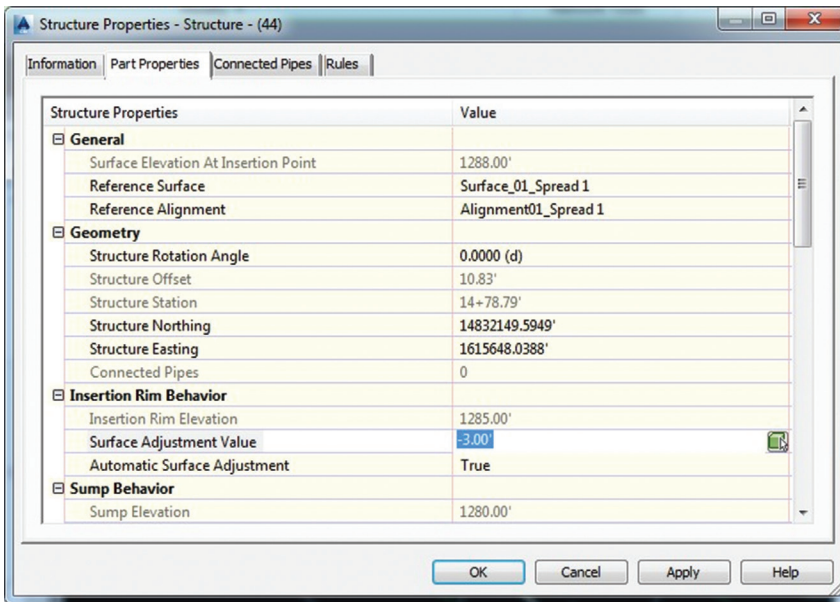 Structure Properties - Structure - (44)
Information Part Properties Connected Pipes Rules
Structure Properties Value
General
Surface Elevation At Insertion Point 1288.00'
Reference Surface Surface_01_Spread 1
Reference Alignment Alignment01_Spread 1
Geometry
Structure Rotation Angle 0.0000 (d)
Structure Offset 10.83'
Structure Station 14+78.79'
Structure Northing 14832149.5949'
Structure Easting 1615648.0388'
Connected Pipes 0
Insertion Rim Behavior
Insertion Rim Elevation 1285.00'
Surface Adjustment Value -3.00'
Automatic Surface Adjustment True
Sump Behavior
Sump Elevation 1280.00'
OK Cancel Apply Help